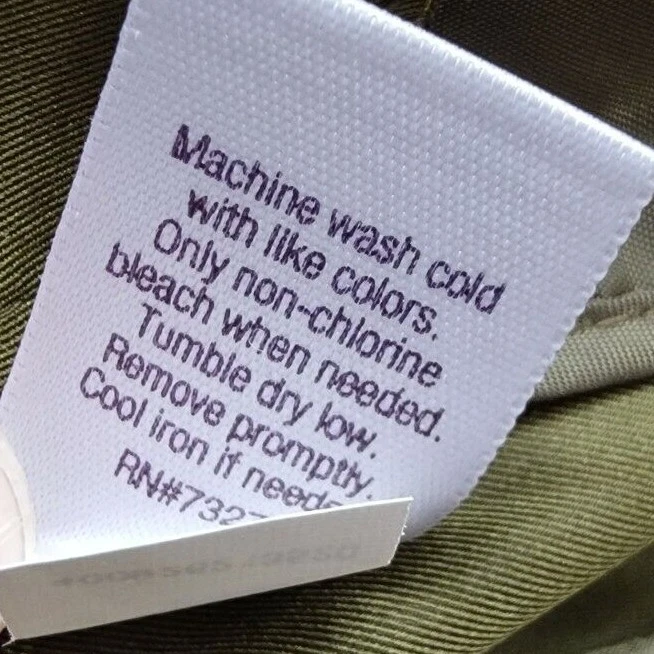 Machine wash cold
with like colors.
Only non-chlorine
bleach when needed.
Tumble dry low.
Remove promptly.
Cool iron if